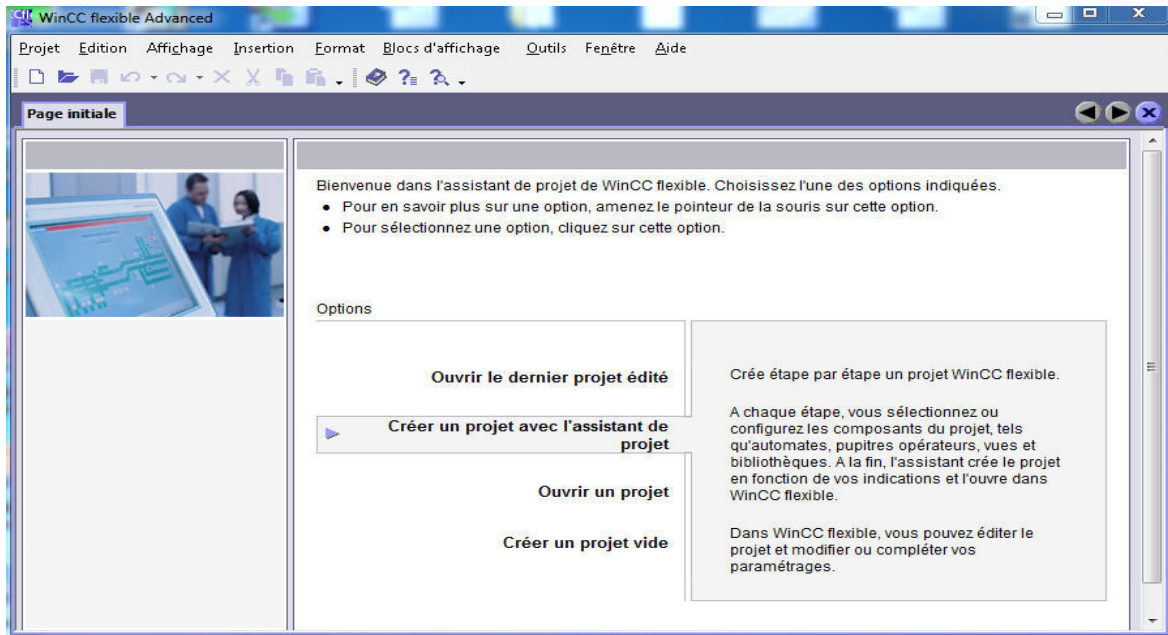 WinCC flexible Advanced
Projet Edition Affichage Insertion Format Blocs d'affichage Outils Fenêtre Aide
Page initiale
Bienvenue dans l'assistant de projet de WinCC flexible. Choisissez l'une des options indiquées.
• Pour en savoir plus sur une option, amenez le pointeur de la souris sur cette option.
• Pour sélectionnez une option, cliquez sur cette option.
Options
Ouvrir le dernier projet édité
Créer un projet avec l'assistant de
projet
Ouvrir un projet
Créer un projet vide
Crée étape par étape un projet WinCC flexible.
A chaque étape, vous sélectionnez ou
configurez les composants du projet, tels
qu'automates, pupitres opérateurs, vues et
bibliothèques. A la fin, l'assistant crée le projet
en fonction de vos indications et l'ouvre dans
WinCC flexible.
Dans WinCC flexible, vous pouvez éditer le
projet et modifier ou compléter vos
paramétrages.